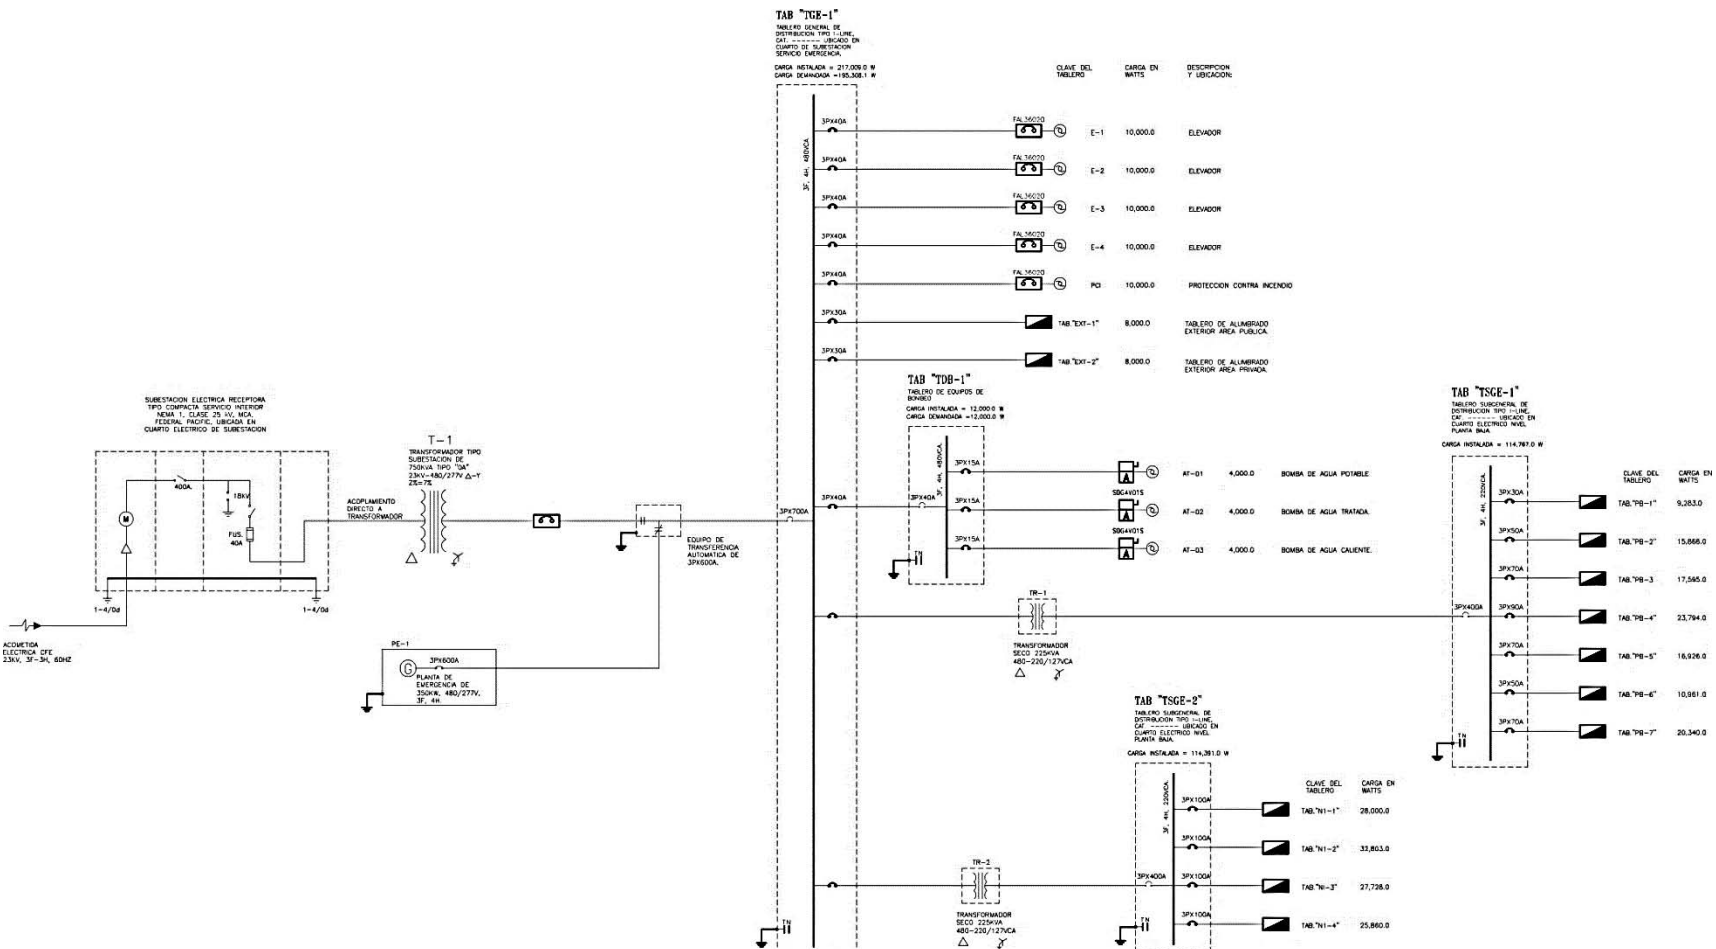 TAB "TGE-1"
TABLERO GENERAL DE
DISTRIBUCION TIPO I-LINE,
CAT. ------- UBICADO EN
CUARTO DE SUBESTACION
SERVICIO EMERGENCIA,
CARGA INSTALADA = 217,009.0 W
CARGA DEMANDADA =195,308.1 W
3F, 4H, 480VCA
CLAVE DEL
TABLERO
CARGA EN
WATTS
DESCRIPCION
Y UBICACION:
3PX40A
FAL36020
E-1 10,000.0 ELEVADOR
3PX40A
FAL36020
E-2 10,000.0 ELEVADOR
3PX40A
FAL36020
E-3 10,000.0 ELEVADOR
3PX40A
FAL36020
E-4 10,000.0 ELEVADOR
3PX40A
FAL36020
PCI 10,000.0 PROTECCION CONTRA INCENDIO
3PX30A
TAB."EXT-1" 8,000.0 TABLERO DE ALUMBRADO
EXTERIOR AREA PUBLICA.
3PX30A
TAB."EXT-2" 8,000.0 TABLERO DE ALUMBRADO
EXTERIOR AREA PRIVADA.
SUBESTACION ELECTRICA RECEPTORA
TIPO COMPACTA SERVICIO INTERIOR
NEMA 1, CLASE 25 kV, MCA.
FEDERAL PACIFIC, UBICADA EN
CUARTO ELECTRICO DE SUBESTACION
400A.
18KV
M
FUS.
40A
1-4/0d
1-4/0d
ACOMETIDA
ELECTRICA CFE
23KV, 3F-3H, 60HZ
ACOPLAMIENTO
DIRECTO A
TRANSFORMADOR
T-1
TRANSFORMADOR TIPO
SUBESTACION DE
750KVA TIPO "OA"
23KV-480/277V Δ-Y
Z%=7%
EQUIPO DE
TRANSFERENCIA
AUTOMATICA DE
3PX600A.
PE-1
G
3PX600A
PLANTA DE
EMERGENCIA DE
350KW, 480/277V,
3F, 4H.
3PX700A
3PX40A
TAB "TDB-1"
TABLERO DE EQUIPOS DE
BOMBEO
CARGA INSTALADA = 12,000.0 W
CARGA DEMANDADA =12,000.0 W
3F, 4H, 480VCA
3PX40A
3PX15A
A
AT-01 4,000.0 BOMBA DE AGUA POTABLE
3PX15A
SDG4V01S
A
AT-02 4,000.0 BOMBA DE AGUA TRATADA.
3PX15A
SDG4V01S
A
AT-03 4,000.0 BOMBA DE AGUA CALIENTE.
TN
TR-1
TRANSFORMADOR
SECO 225KVA
480-220/127VCA
TAB "TSGE-1"
TABLERO SUBGENERAL DE
DISTRIBUCION TIPO I-LINE,
CAT. ------- UBICADO EN
CUARTO ELECTRICO NIVEL
PLANTA BAJA.
CARGA INSTALADA = 114,767.0 W
3F, 4H, 220VCA
3PX400A
CLAVE DEL
TABLERO
CARGA EN
WATTS
3PX30A
TAB."PB-1" 9,283.0
3PX50A
TAB."PB-2" 15,868.0
3PX70A
TAB."PB-3 17,595.0
3PX90A
TAB."PB-4" 23,794.0
3PX70A
TAB."PB-5" 16,926.0
3PX50A
TAB."PB-6" 10,961.0
3PX70A
TAB."PB-7" 20,340.0
TN
TAB "TSGE-2"
TABLERO SUBGENERAL DE
DISTRIBUCION TIPO I-LINE,
CAT. ------- UBICADO EN
CUARTO ELECTRICO NIVEL
PLANTA BAJA.
CARGA INSTALADA = 114,391.0 W
3F, 4H, 220VCA
CLAVE DEL
TABLERO
CARGA EN
WATTS
3PX100A
TAB."N1-1" 28,000.0
3PX100A
TAB."N1-2" 32,803.0
TR-2
3PX400A
3PX100A
TAB."N1-3" 27,728.0
3PX100A
TAB."N1-4" 25,860.0
TRANSFORMADOR
SECO 225KVA
480-220/127VCA
TN
TN